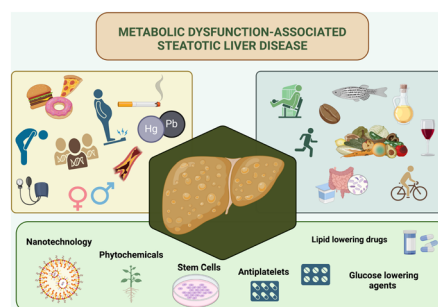 METABOLIC DYSFUNCTION-ASSOCIATED
STEATOTIC LIVER DISEASE
Hg
Pb
Nanotechnology
Phytochemicals
Stem Cells
Antiplatelets
Lipid lowering drugs
Glucose lowering
agents